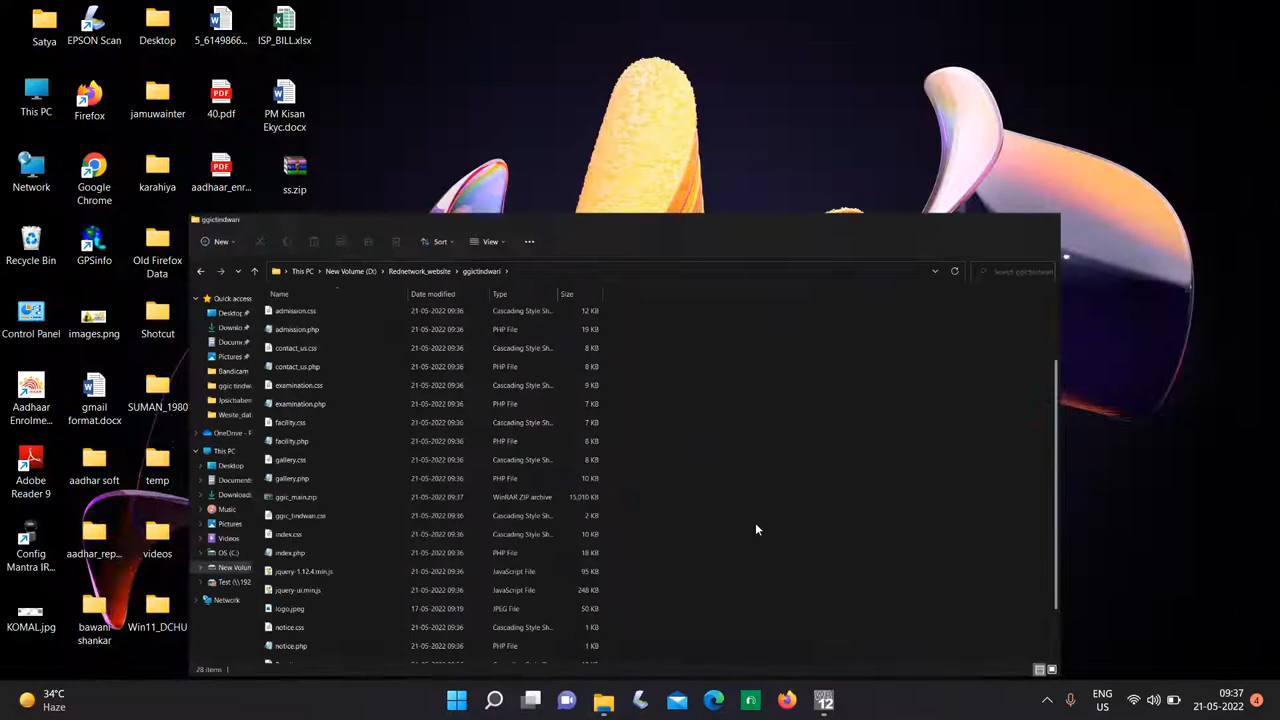 Satya
EPSON Scan
Desktop
5_6149866...
ISP_BILL.xlsx
This PC
Firefox
jamuwainter
40.pdf
PM Kisan
Ekyc.docx
Network
Google
Chrome
karahiya
aadhaar_enr...
ss.zip
Recycle Bin
GPSinfo
Old Firefox
Data
Control Panel
images.png
Shotcut
Aadhaar
Enrolme...
gmail
format.docx
SUMAN_1980
Adobe
Reader 9
aadhar soft
temp
Config
Mantra IR...
aadhar_rep...
videos
KOMAL.jpg
bawani
shankar
Win11_DCHU
ggictindwari
New
Sort
View
This PC > New Volume (D:) > Rednetwork_website > ggictindwari >
Search ggictindwari
Quick access
Desktop
Downlo
Docum
Pictures
Bandicam
ggic tindwa
Jpsichaben
Wesite_dat
OneDrive - P
This PC
Desktop
Documents
Downloads
Music
Pictures
Videos
OS (C:)
New Volun
Test (\\192
Network
Name Date modified Type Size
admission.css 21-05-2022 09:36 Cascading Style Sh... 12 KB
admission.php 21-05-2022 09:36 PHP File 19 KB
contact_us.css 21-05-2022 09:36 Cascading Style Sh... 8 KB
contact_us.php 21-05-2022 09:36 PHP File 8 KB
examination.css 21-05-2022 09:36 Cascading Style Sh... 9 KB
examination.php 21-05-2022 09:36 PHP File 7 KB
facility.css 21-05-2022 09:36 Cascading Style Sh... 7 KB
facility.php 21-05-2022 09:36 PHP File 8 KB
gallery.css 21-05-2022 09:36 Cascading Style Sh... 8 KB
gallery.php 21-05-2022 09:36 PHP File 8 KB
ggic_main.zip 21-05-2022 09:37 WinRAR ZIP archive 15,010 KB
ggic_tindwari.css 21-05-2022 09:36 Cascading Style Sh... 2 KB
index.css 21-05-2022 09:36 Cascading Style Sh... 10 KB
index.php 21-05-2022 09:36 PHP File 18 KB
jquery-1.12.4.min.js 21-05-2022 09:36 JavaScript File 95 KB
jquery-ui.min.js 21-05-2022 09:36 JavaScript File 248 KB
logo.jpeg 17-05-2022 09:19 JPEG File 50 KB
notice.css 21-05-2022 09:36 Cascading Style Sh... 1 KB
notice.php 21-05-2022 09:36 PHP File 1 KB
28 items
34°C
Haze
12
ENG
US
09:37
21-05-2022
4